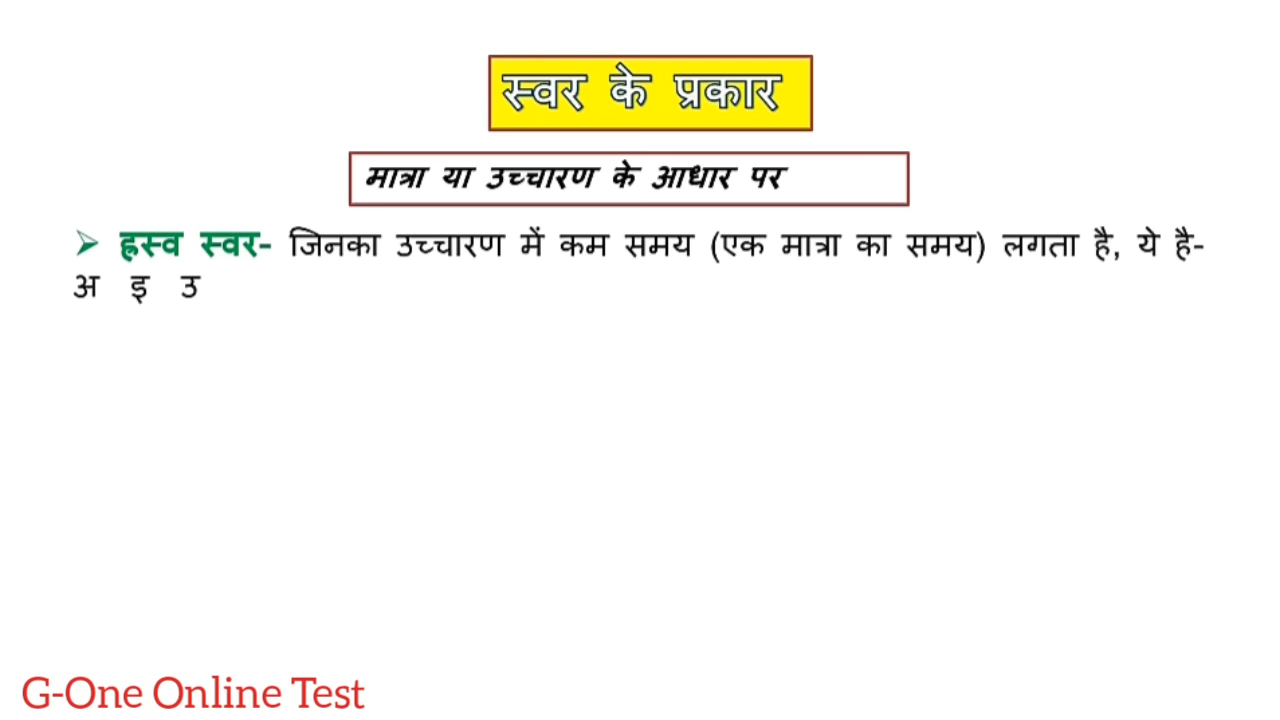 स्वर के प्रकार
मात्रा या उच्चारण के आधार पर
➢ ह्रस्व स्वर- जिनका उच्चारण में कम समय (एक मात्रा का समय) लगता है, ये है-
अ इ उ
G-One Online Test